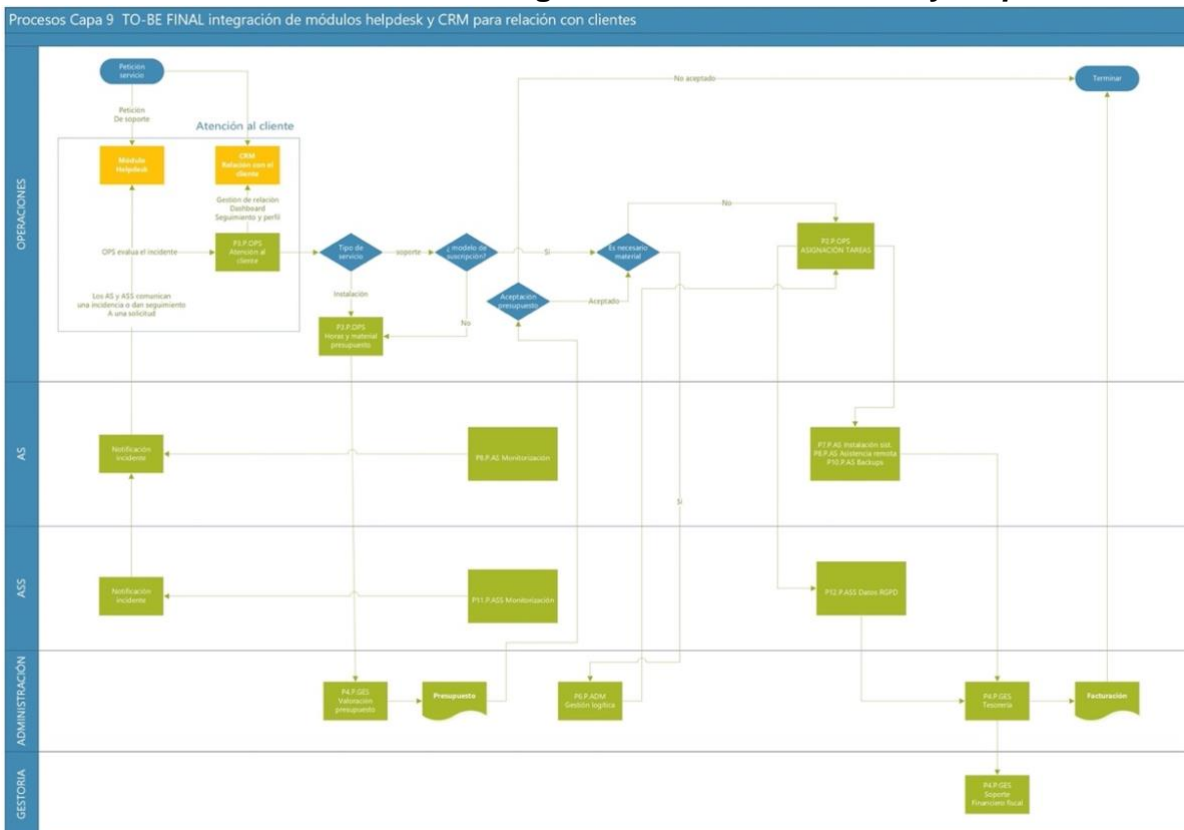 Procesos Capa 9 TO-BE FINAL integración de módulos helpdesk y CRM para relación con clientes
OPERACIONES
Petición
servicio
No aceptado
Terminar
Petición
De soporte
Atención al cliente
Módulo
Helpdesk
CRM
Relación con el
cliente
Gestión de relación
Dashboard
Seguimiento y perfil
No
OPS evalua el incidente
P3.P.OPS
Atención al
cliente
Tipo de
servicio
soporte
¿ modelo de
suscripción?
Si
Es necesario
material
P2.P.OPS
ASIGNACIÓN TAREAS
Los AS y ASS comunican
una incidencia o dan seguimiento
A una solicitud
Instalación
Aceptación
presupuesto
Aceptado
No
P3.P.OPS
Horas y material
presupuesto
AS
Notificación
incidente
P8.P.AS Monitorización
P7.P.AS Instalación sist.
P8.P.AS Asistencia remota
P10.P.AS Backups
Si
ASS
Notificación
incidente
P11.P.ASS Monitorización
P12.P.ASS Datos RGPD
ADMINISTRACIÓN
P4.P.GES
Valoración
presupuesto
Presupuesto
P6.P.ADM
Gestión logítica
P4.P.GES
Tesorería
Facturación
GESTORIA
P4.P.GES
Soporte
Financiero fiscal